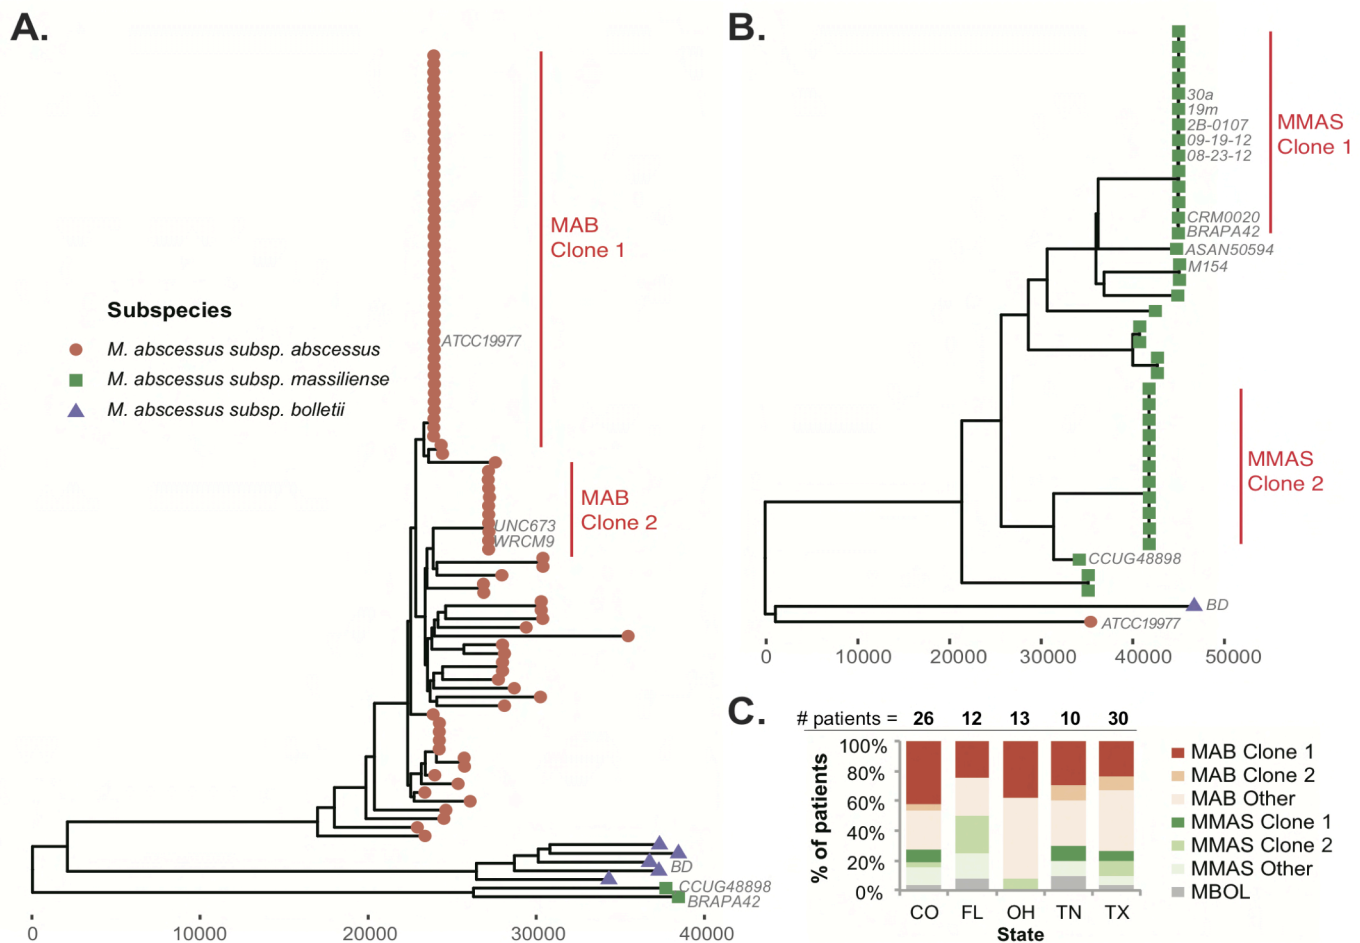 A.
MAB
Clone 1
ATCC19977
Subspecies
M. abscessus subsp. abscessus
M. abscessus subsp. massiliense
M. abscessus subsp. bolletii
MAB
Clone 2
UNC673
WRCM9
BD
CCUG48898
BRAPA42
0 10000 20000 30000 40000
B.
30a
19m
2B-0107
09-19-12
08-23-12
MMAS
Clone 1
CRM0020
BRAPA42
ASAN50594
M154
MMAS
Clone 2
CCUG48898
BD
ATCC19977
0 10000 20000 30000 40000 50000
C.
# patients = 26 12 13 10 30
100%
80%
60%
40%
20%
0%
% of patients
CO FL OH TN TX
State
MAB Clone 1
MAB Clone 2
MAB Other
MMAS Clone 1
MMAS Clone 2
MMAS Other
MBOL